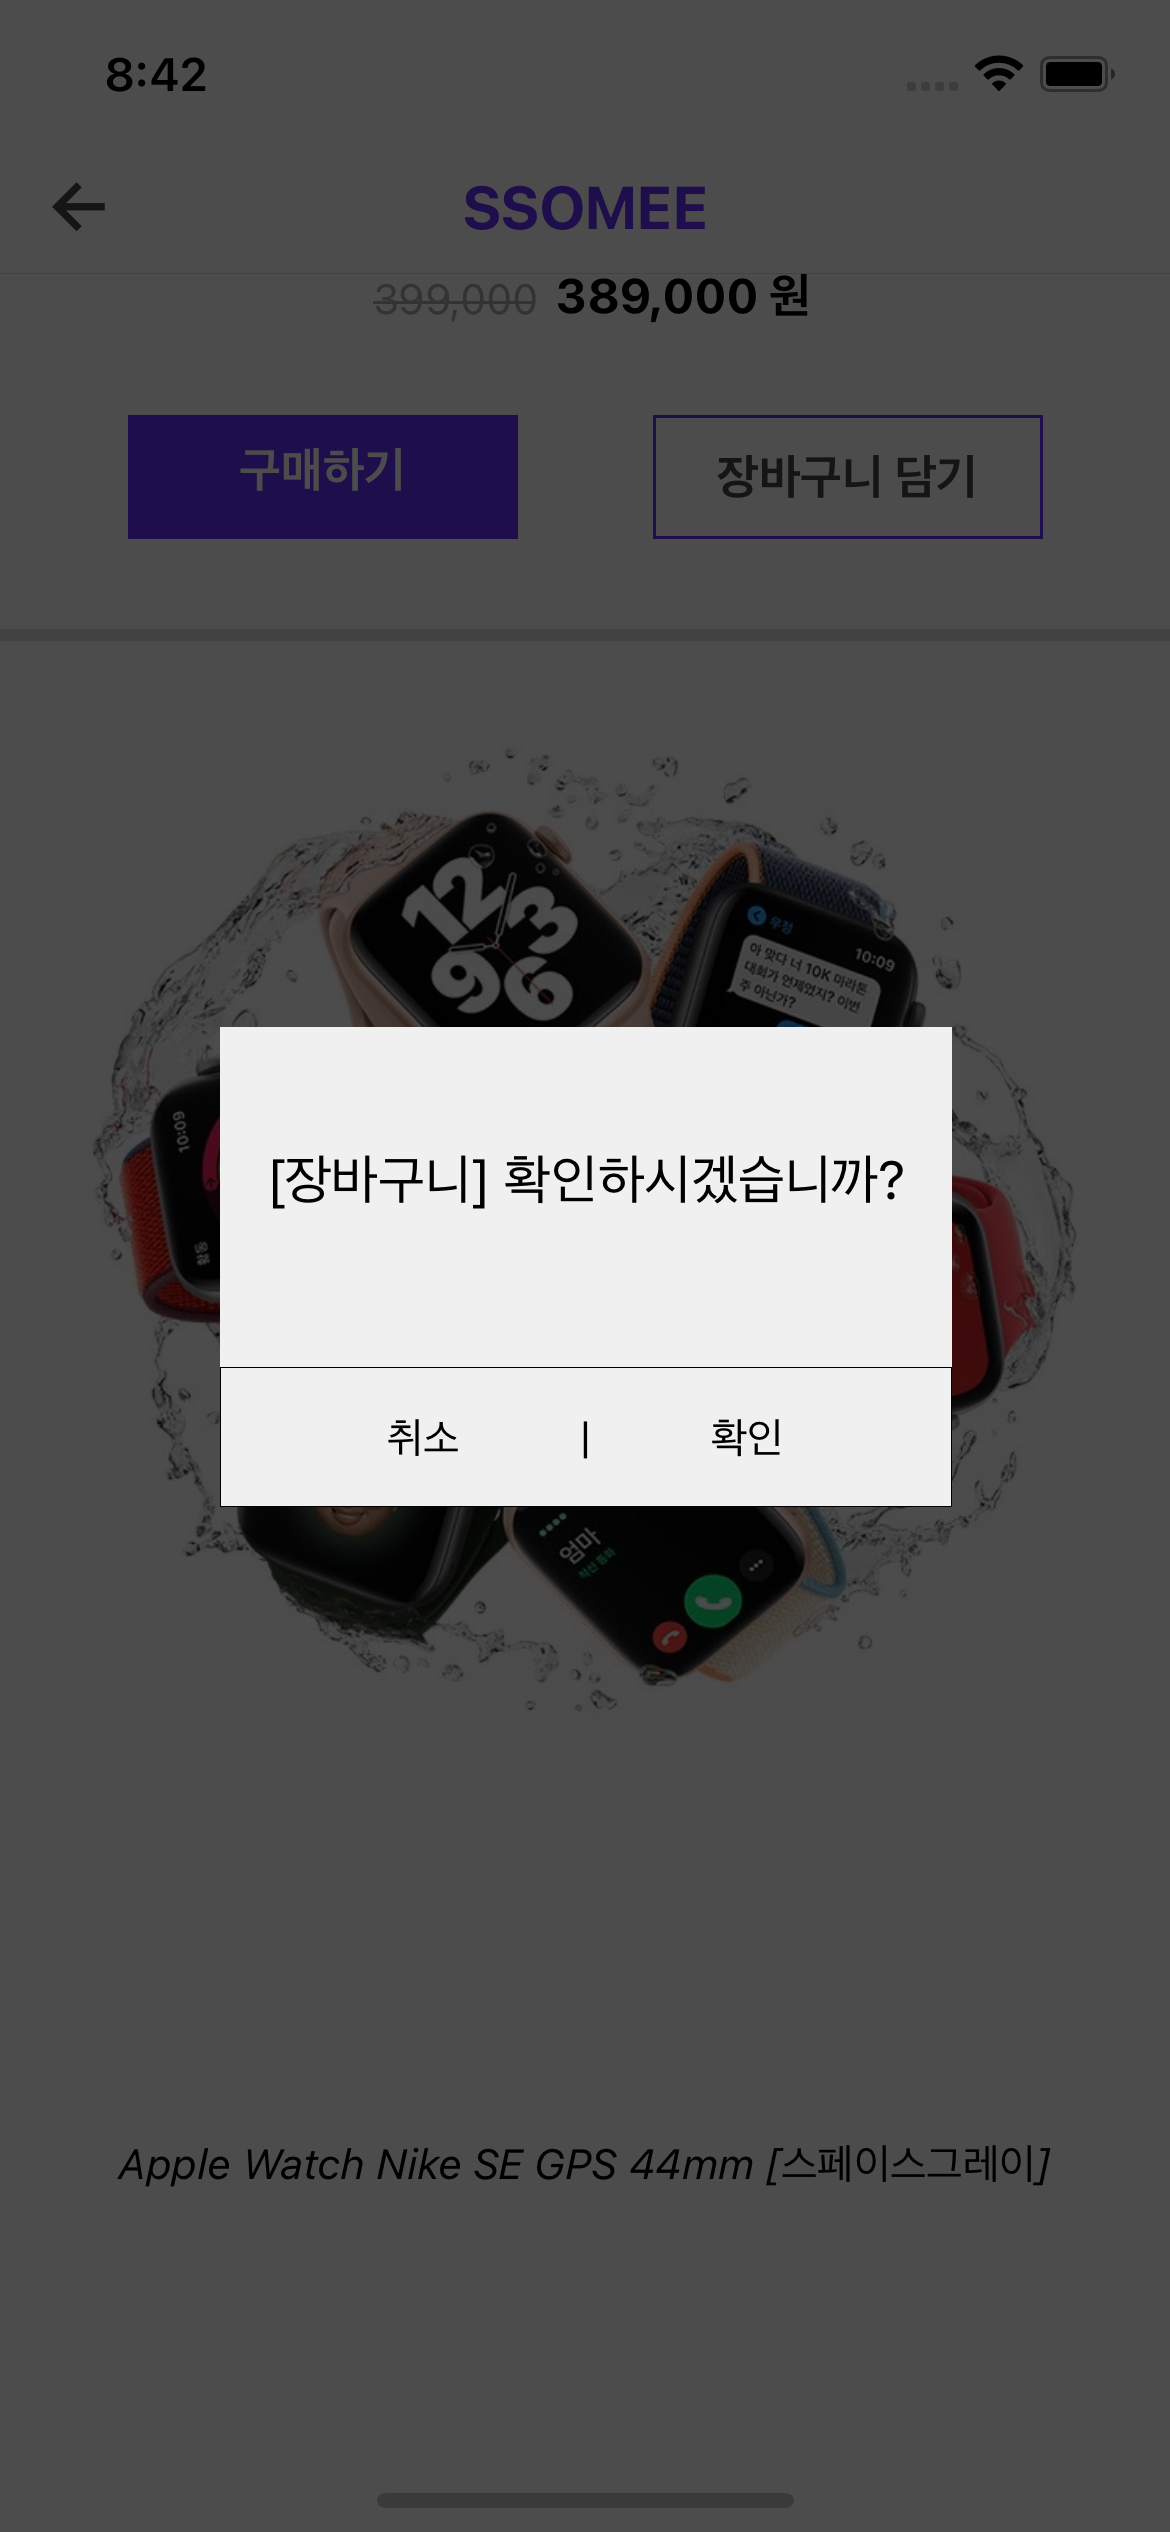 8:42
SSOMEE
399,000 389,000 원
구매하기
장바구니 담기
12
3
9
6
우정
10:09
아 맞다 너 10K 마라톤
대회가 언제였지? 이번
주 아닌가?
10:09
[장바구니] 확인하시겠습니까?
취소 | 확인
엄마
Apple Watch Nike SE GPS 44mm [스페이스그레이]